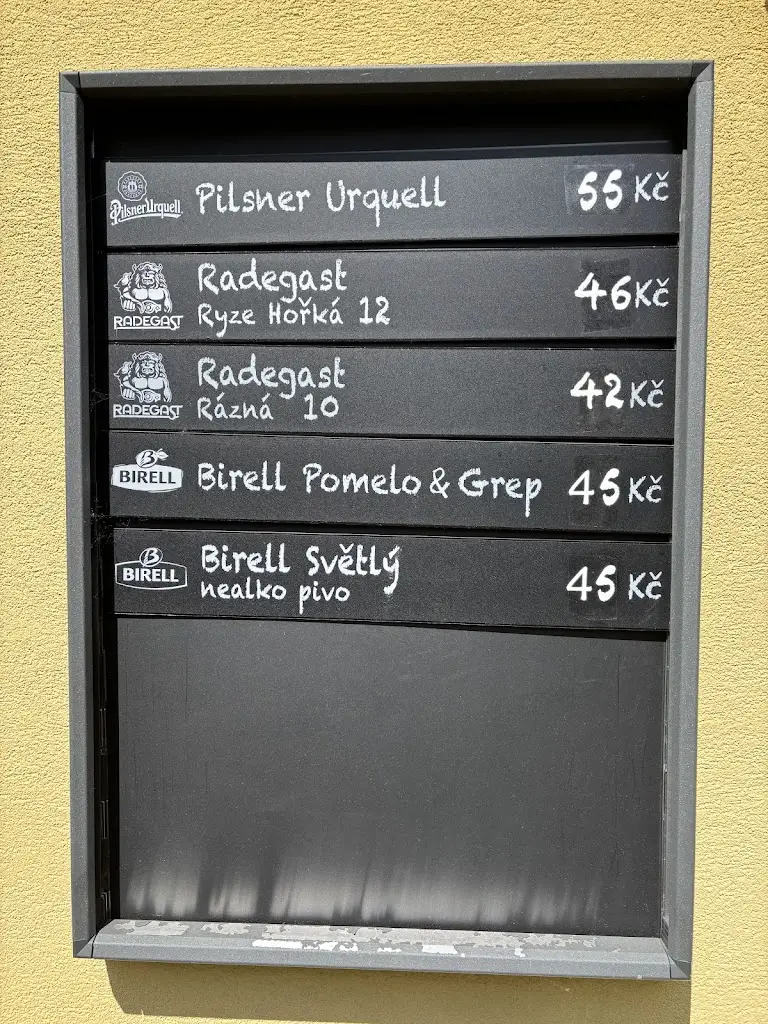 Pilsner Urquell Pilsner Urquell 55 Kč
RADEGAST Radegast 46 Kč
Ryze Hořká 12
RADEGAST Radegast 42 Kč
Rázná 10
BIRELL Birell Pomelo & Grep 45 Kč
BIRELL Birell Světlý 45 Kč
nealko pivo